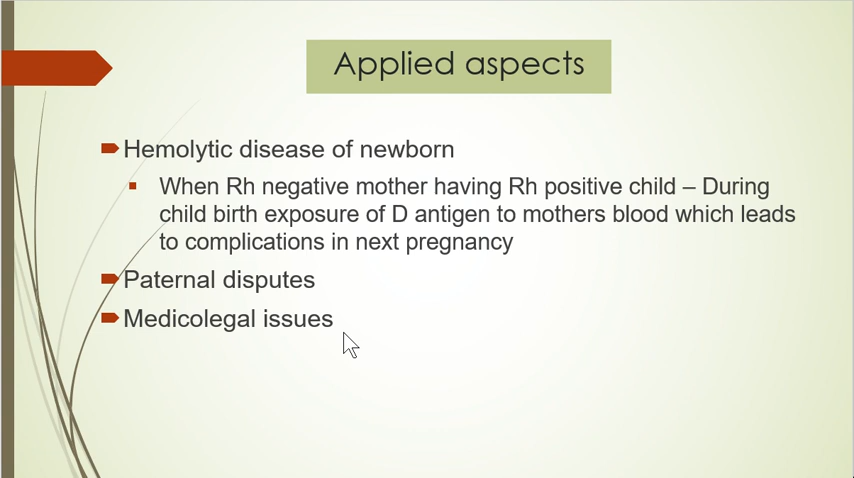 Applied aspects
Hemolytic disease of newborn
When Rh negative mother having Rh positive child – During
child birth exposure of D antigen to mothers blood which leads
to complications in next pregnancy
Paternal disputes
Medicolegal issues